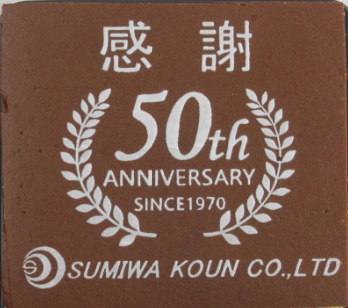 感謝
50th
ANNIVERSARY
SINCE1970
SUMIWA KOUN CO.,LTD